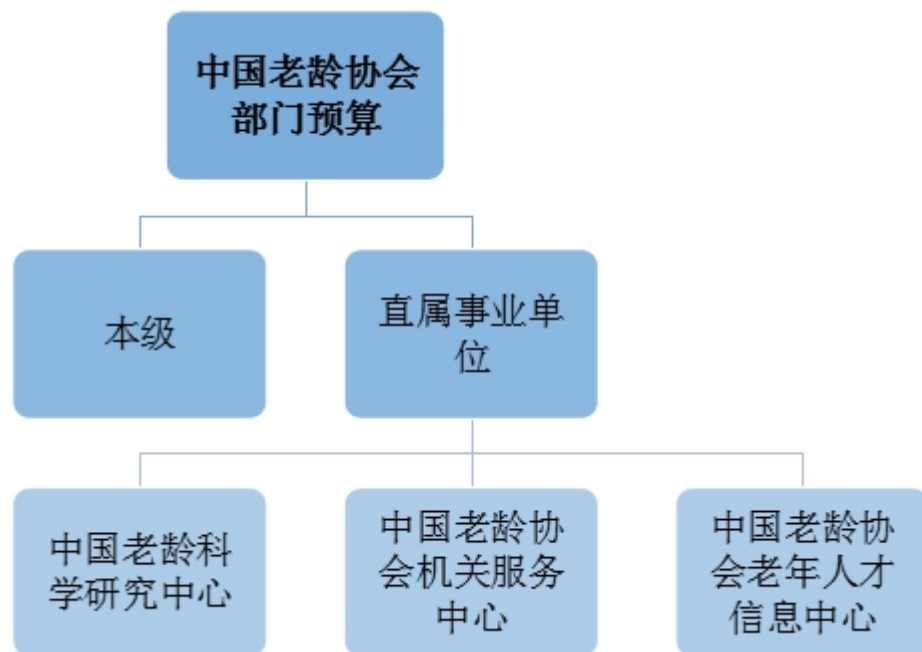 中国老龄协会
部门预算
本级
直属事业单
位
中国老龄科
学研究中心
中国老龄协
会机关服务
中心
中国老龄协
会老年人才
信息中心